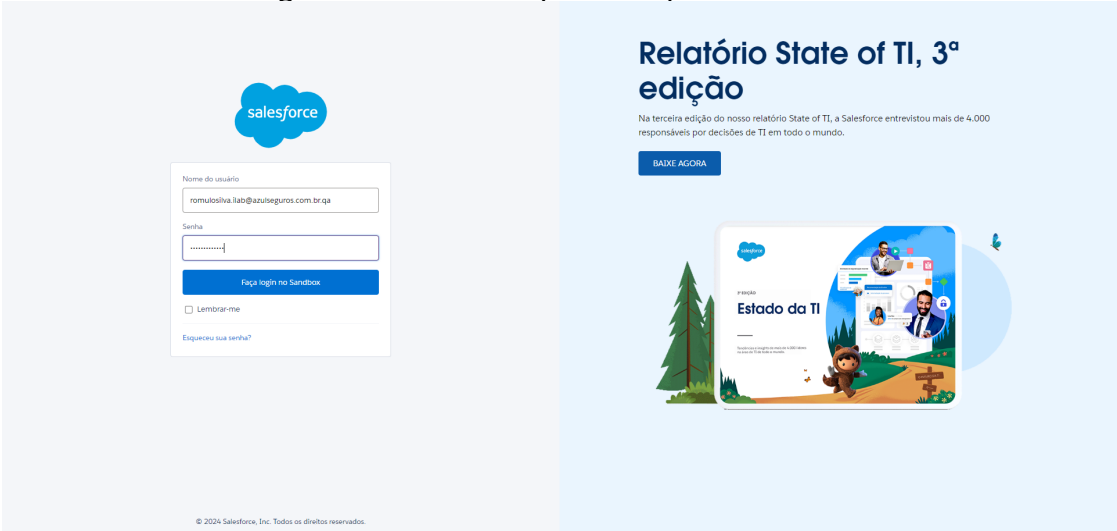 salesforce
Nome do usuário
romulosilva.liab@azulseguros.com.br.qa
Senha
.............
Faça login no Sandbox
Lembrar-me
Esqueceu sua senha?
© 2024 Salesforce, Inc. Todos os direitos reservados.
Relatório State of TI, 3ª
edição
Na terceira edição do nosso relatório State of TI, a Salesforce entrevistou mais de 4.000
responsáveis por decisões de TI em todo o mundo.
BAIXE AGORA
salesforce
3ª EDIÇÃO
Estado da TI